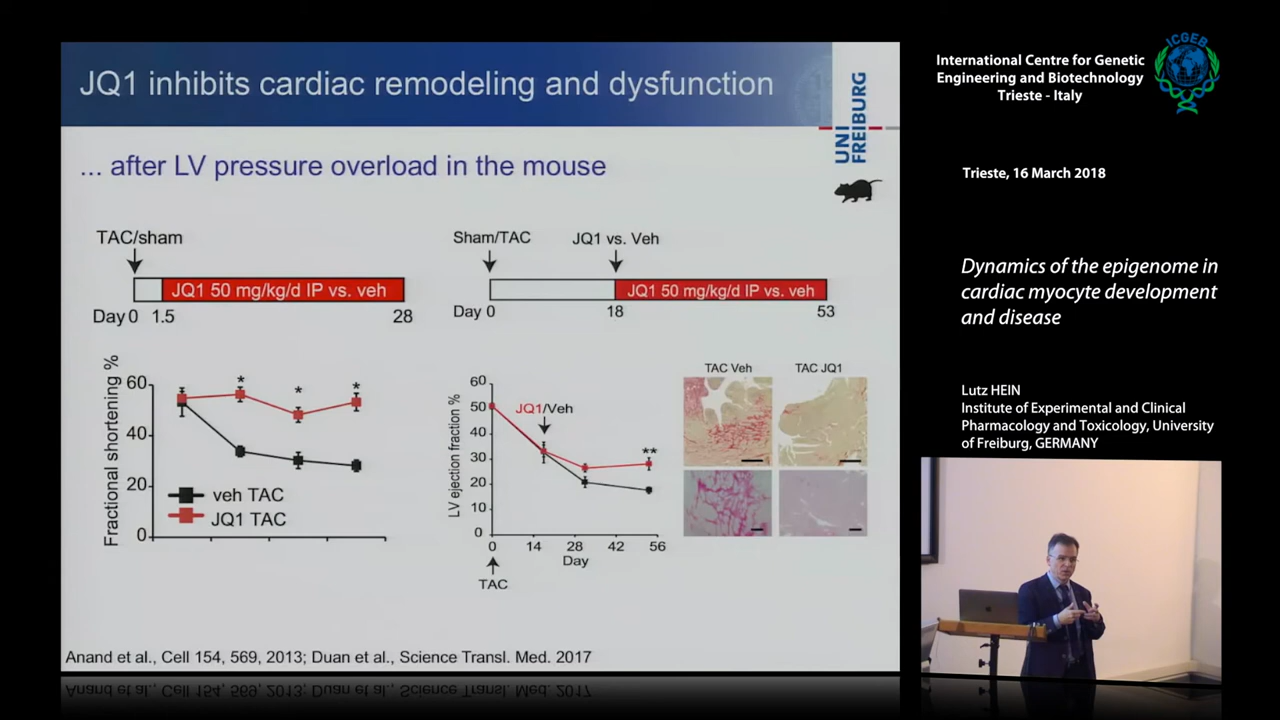 JQ1 inhibits cardiac remodeling and dysfunction
UNI
FREIBURG
... after LV pressure overload in the mouse
TAC/sham
JQ1 50 mg/kg/d IP vs. veh
Day 0 1.5 28
Sham/TAC JQ1 vs. Veh
JQ1 50 mg/kg/d IP vs. veh
Day 0 18 53
Fractional shortening %
60
40
20
0
* * *
veh TAC
JQ1 TAC
LV ejection fraction %
60
50
40
30
20
10
0
JQ1/Veh
**
0 14 28 42 56
Day
TAC
TAC Veh TAC JQ1
Anand et al., Cell 154, 569, 2013; Duan et al., Science Transl. Med. 2017
International Centre for Genetic
Engineering and Biotechnology
Trieste - Italy
ICGEB
Trieste, 16 March 2018
Dynamics of the epigenome in
cardiac myocyte development
and disease
Lutz HEIN
Institute of Experimental and Clinical
Pharmacology and Toxicology, University
of Freiburg, GERMANY